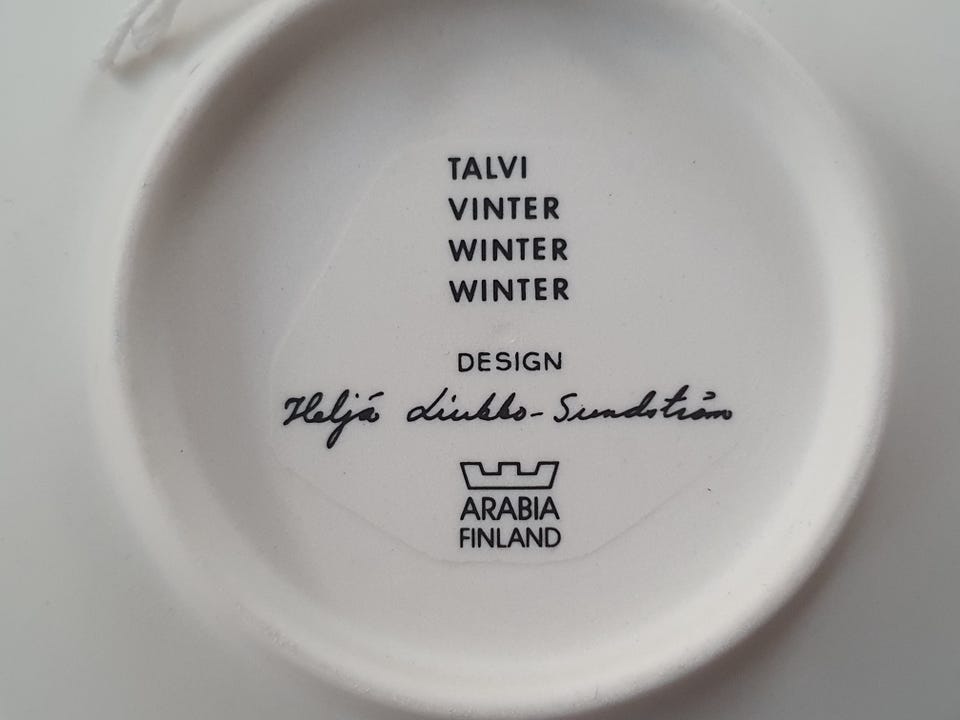 TALVI
VINTER
WINTER
WINTER
DESIGN
Heljä Liukko-Sundström
ARABIA
FINLAND